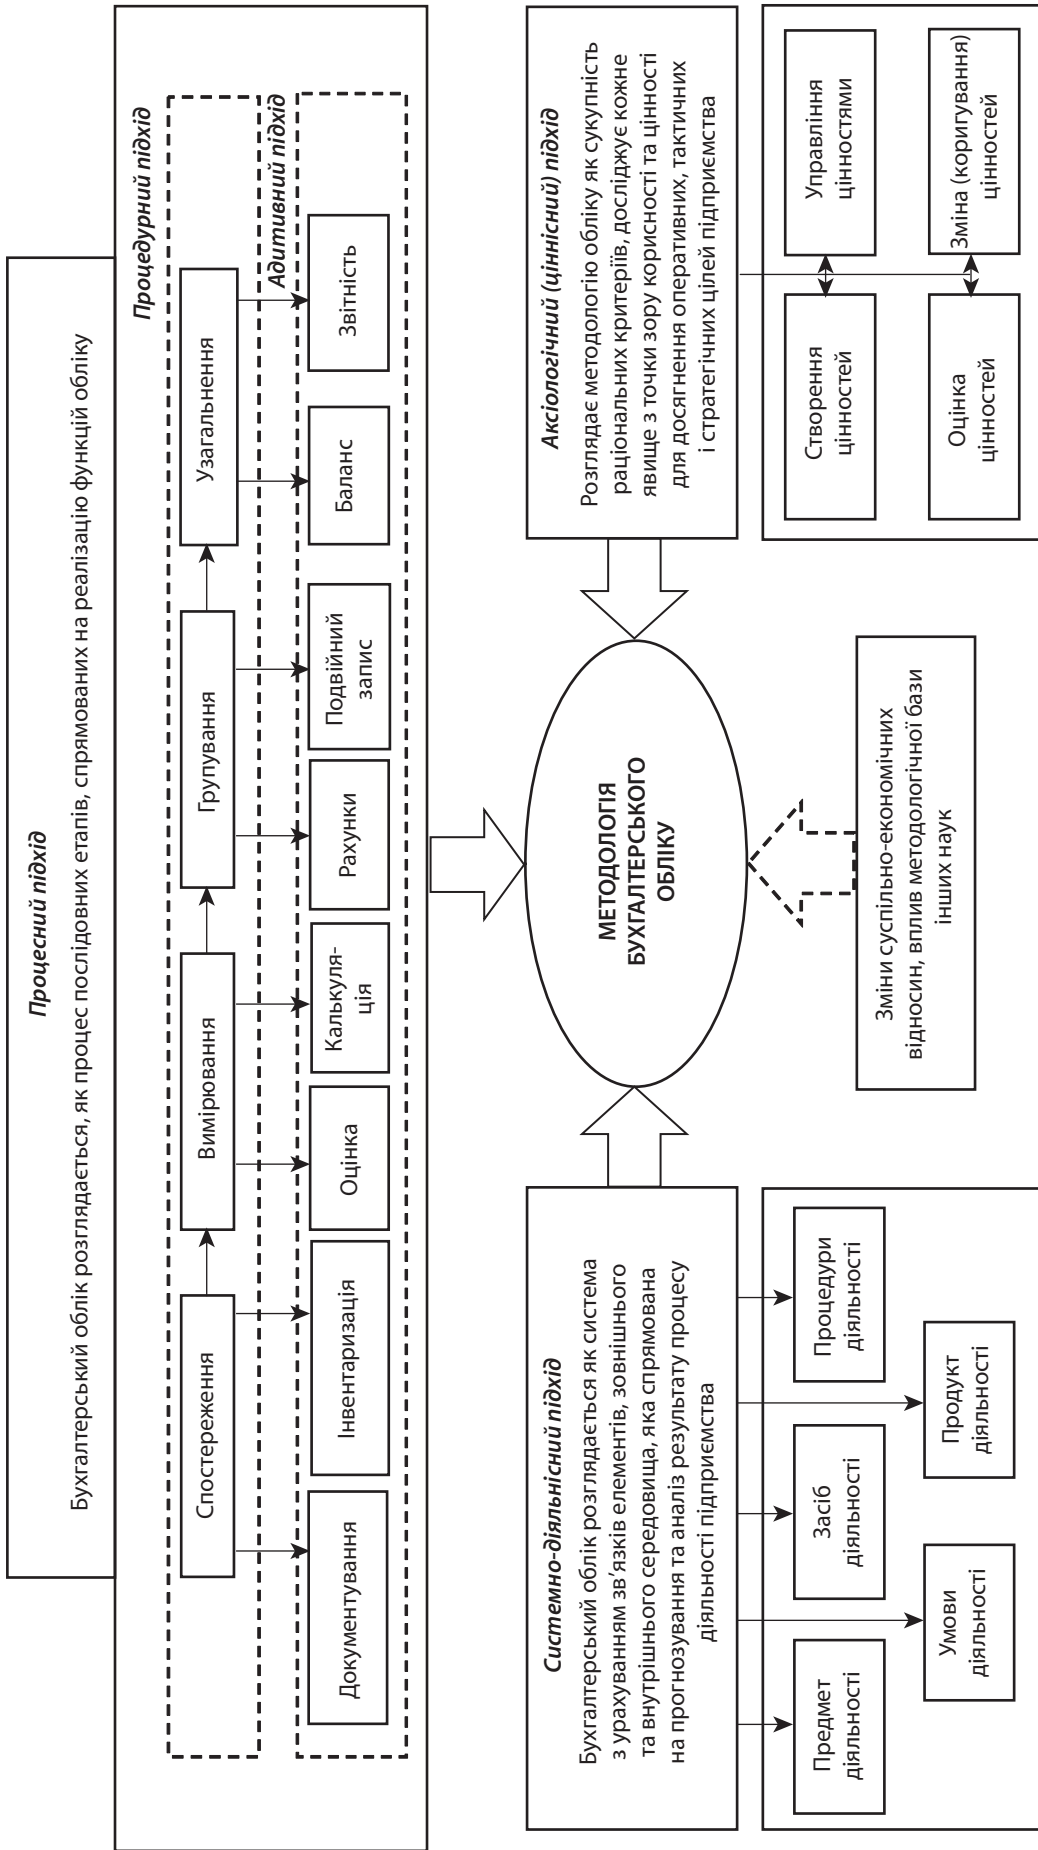 Процесний підхід
Бухгалтерський облік розглядається, як процес послідовних етапів, спрямованих на реалізацію функцій обліку
Процедурний підхід
Спостереження
Вимірювання
Групування
Узагальнення
Адитивний підхід
Документування
Інвентаризація
Оцінка
Калькуля-
ція
Рахунки
Подвійний
запис
Баланс
Звітність
Системно-діяльнісний підхід
Бухгалтерський облік розглядається як система
з урахуванням зв’язків елементів, зовнішнього
та внутрішнього середовища, яка спрямована
на прогнозування та аналіз результату процесу
діяльності підприємства
МЕТОДОЛОГІЯ
БУХГАЛТЕРСЬКОГО
ОБЛІКУ
Аксіологічний (ціннісний) підхід
Розглядає методологію обліку як сукупність
раціональних критеріїв, досліджує кожне
явище з точки зору корисності та цінності
для досягнення оперативних, тактичних
і стратегічних цілей підприємства
Предмет
діяльності
Засіб
діяльності
Процедури
діяльності
Умови
діяльності
Продукт
діяльності
Зміни суспільно-економічних
відносин, вплив методологічної бази
інших наук
Створення
цінностей
Управління
цінностями
Оцінка
цінностей
Зміна (коригування)
цінностей